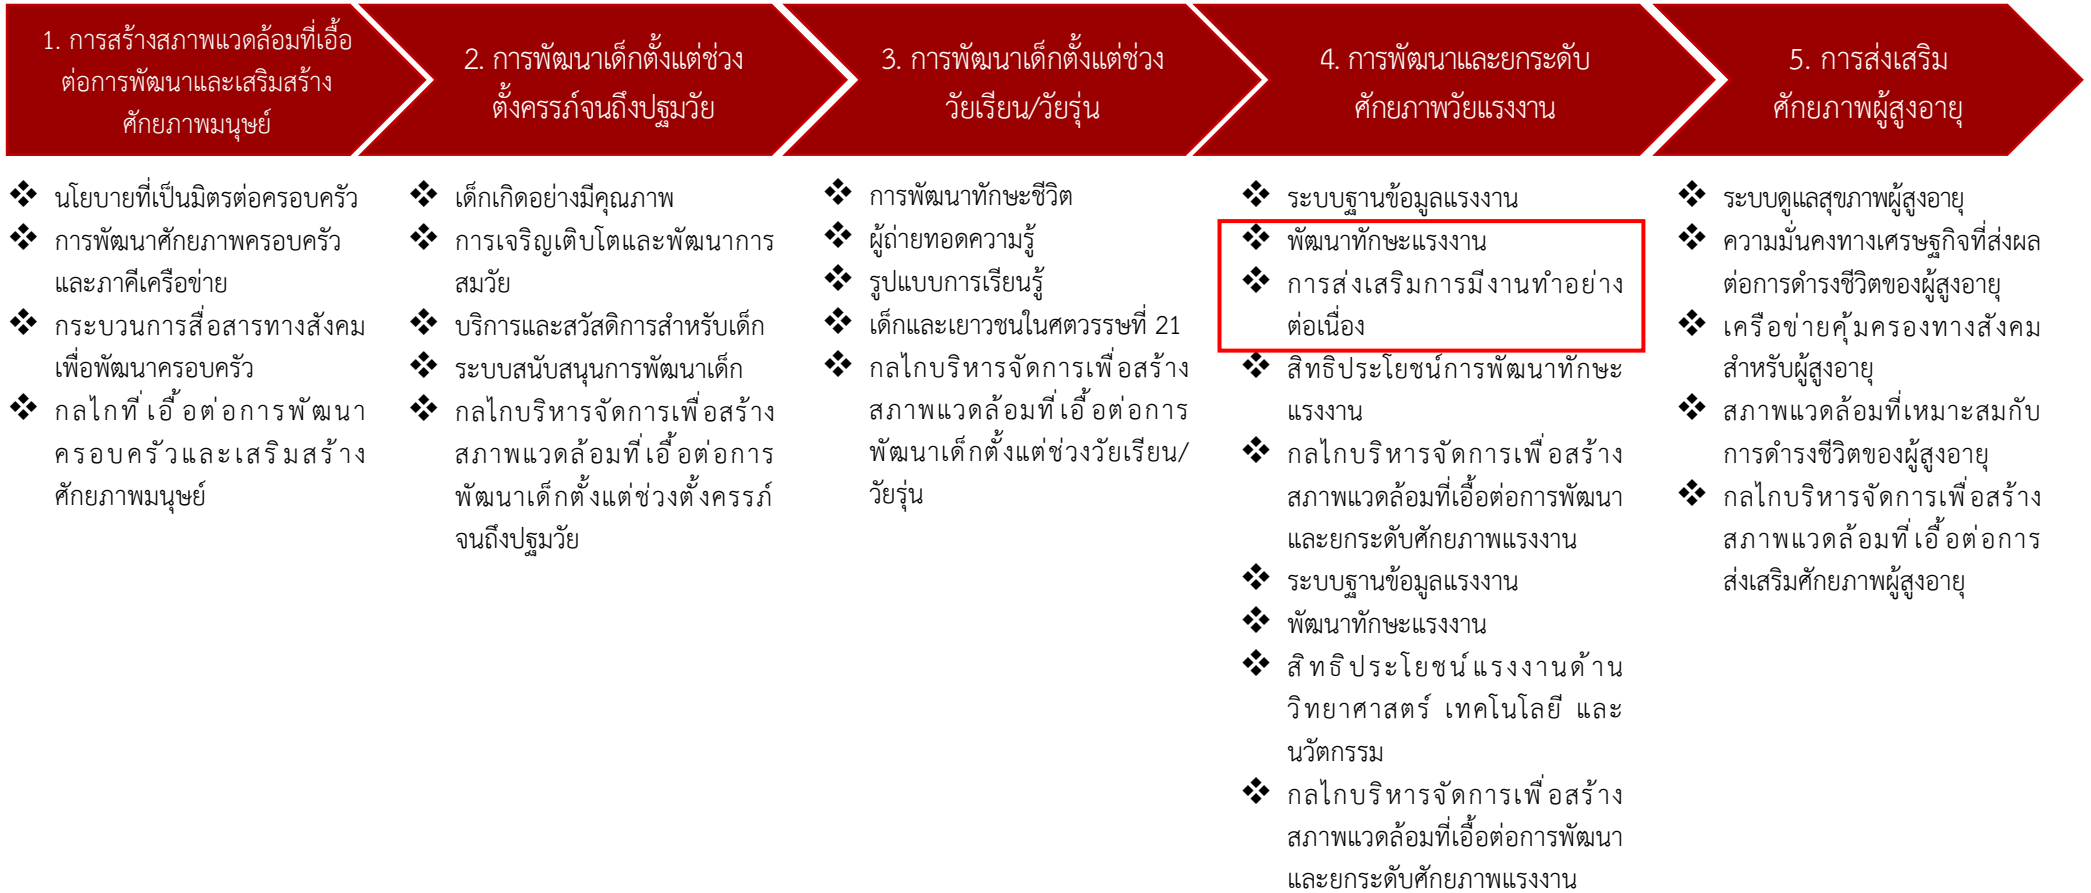 1. การสร้างสภาพแวดล้อมที่เอื้อ
ต่อการพัฒนาและเสริมสร้าง
ศักยภาพมนุษย์
2. การพัฒนาเด็กตั้งแต่ช่วง
ตั้งครรภ์จนถึงปฐมวัย
3. การพัฒนาเด็กตั้งแต่ช่วง
วัยเรียน/วัยรุ่น
4. การพัฒนาและยกระดับ
ศักยภาพวัยแรงงาน
5. การส่งเสริม
ศักยภาพผู้สูงอายุ
❖ นโยบายที่เป็นมิตรต่อครอบครัว
❖ การพัฒนาศักยภาพครอบครัว
และภาคีเครือข่าย
❖ กระบวนการสื่อสารทางสังคม
เพื่อพัฒนาครอบครัว
❖ กลไกที่เอื้อต่อการพัฒนา
ครอบครัวและเสริมสร้าง
ศักยภาพมนุษย์
❖ เด็กเกิดอย่างมีคุณภาพ
❖ การเจริญเติบโตและพัฒนาการ
สมวัย
❖ บริการและสวัสดิการสำหรับเด็ก
❖ ระบบสนับสนุนการพัฒนาเด็ก
❖ กลไกบริหารจัดการเพื่อสร้าง
สภาพแวดล้อมที่เอื้อต่อการ
พัฒนาเด็กตั้งแต่ช่วงตั้งครรภ์
จนถึงปฐมวัย
❖ การพัฒนาทักษะชีวิต
❖ ผู้ถ่ายทอดความรู้
❖ รูปแบบการเรียนรู้
❖ เด็กและเยาวชนในศตวรรษที่ 21
❖ กลไกบริหารจัดการเพื่อสร้าง
สภาพแวดล้อมที่เอื้อต่อการ
พัฒนาเด็กตั้งแต่ช่วงวัยเรียน/
วัยรุ่น
❖ ระบบฐานข้อมูลแรงงาน
❖ พัฒนาทักษะแรงงาน
❖ การส่งเสริมการมีงานทำอย่าง
ต่อเนื่อง
❖ สิทธิประโยชน์การพัฒนาทักษะ
แรงงาน
❖ กลไกบริหารจัดการเพื่อสร้าง
สภาพแวดล้อมที่เอื้อต่อการพัฒนา
และยกระดับศักยภาพแรงงาน
❖ ระบบฐานข้อมูลแรงงาน
❖ พัฒนาทักษะแรงงาน
❖ สิทธิประโยชน์แรงงานด้าน
วิทยาศาสตร์ เทคโนโลยี และ
นวัตกรรม
❖ กลไกบริหารจัดการเพื่อสร้าง
สภาพแวดล้อมที่เอื้อต่อการพัฒนา
และยกระดับศักยภาพแรงงาน
❖ ระบบดูแลสุขภาพผู้สูงอายุ
❖ ความมั่นคงทางเศรษฐกิจที่ส่งผล
ต่อการดำรงชีวิตของผู้สูงอายุ
❖ เครือข่ายคุ้มครองทางสังคม
สำหรับผู้สูงอายุ
❖ สภาพแวดล้อมที่เหมาะสมกับ
การดำรงชีวิตของผู้สูงอายุ
❖ กลไกบริหารจัดการเพื่อสร้าง
สภาพแวดล้อมที่เอื้อต่อการ
ส่งเสริมศักยภาพผู้สูงอายุ